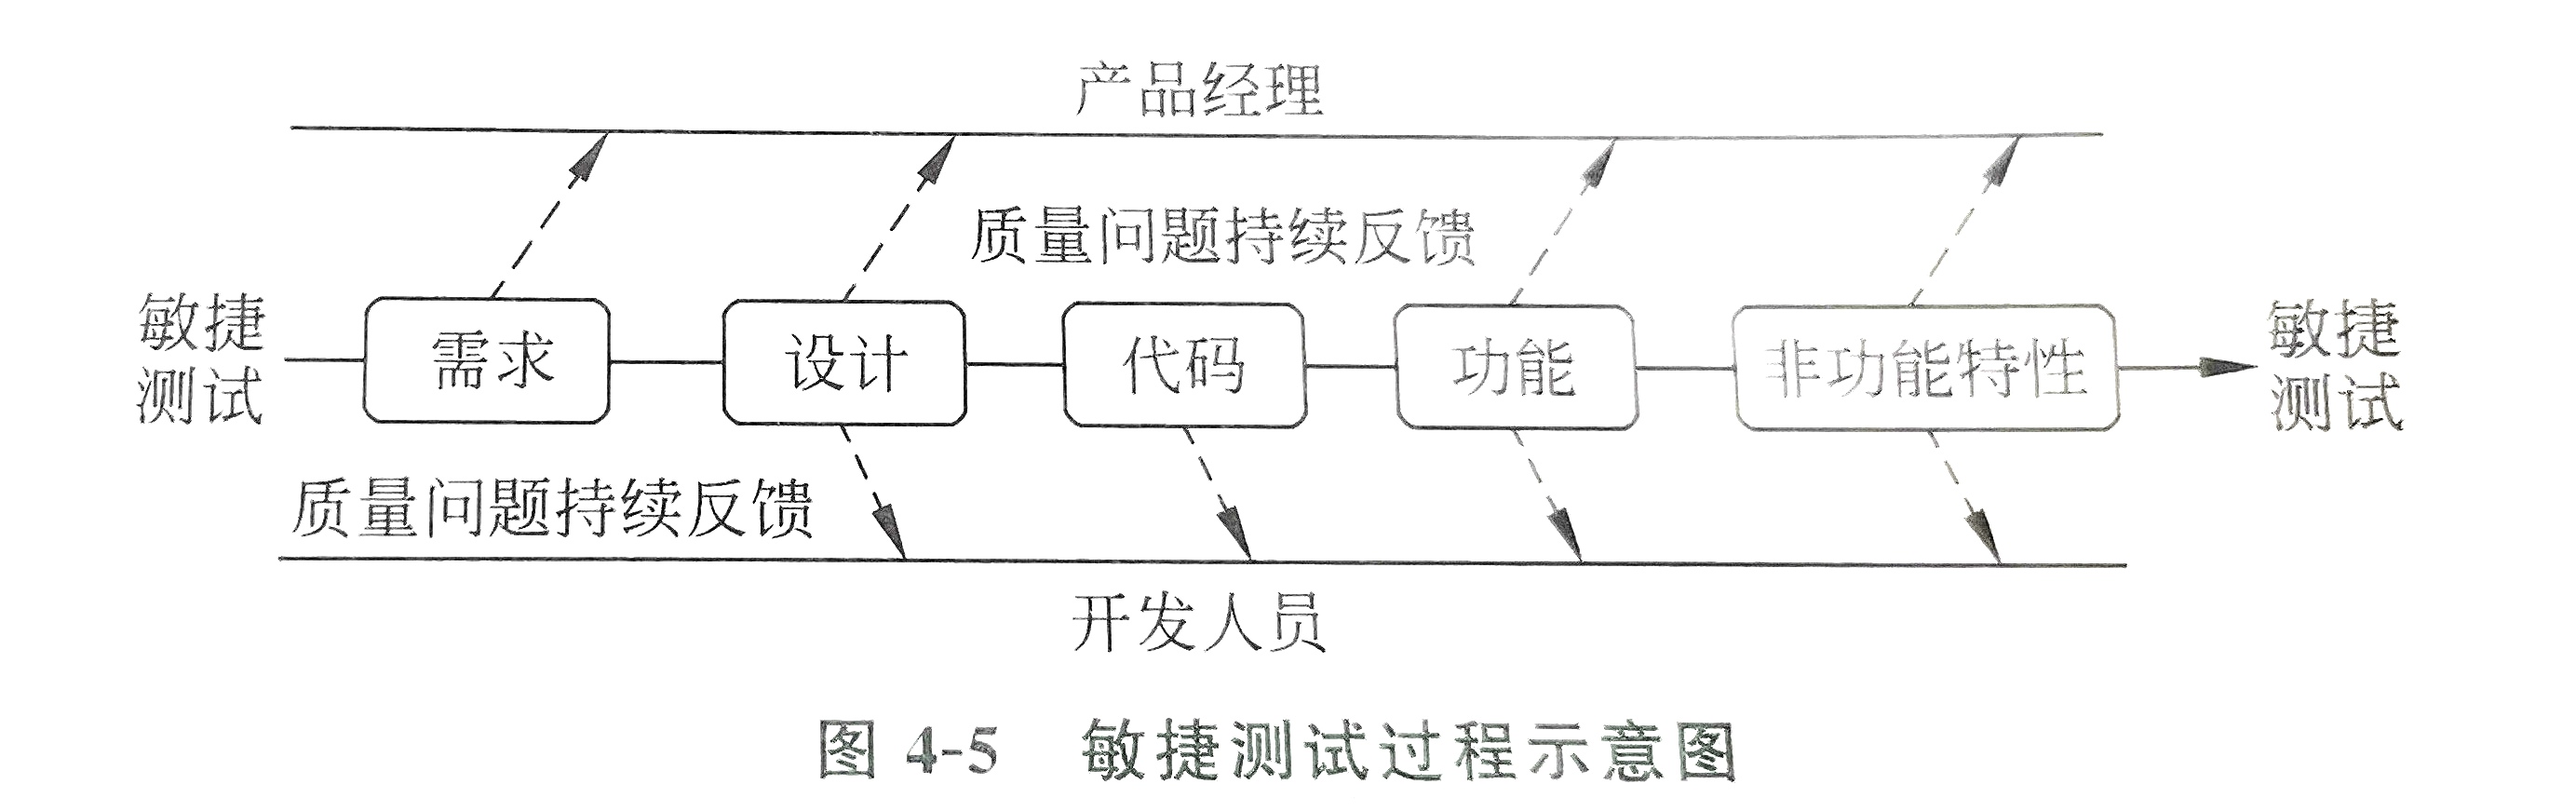 产品经理
质量问题持续反馈
敏捷
测试
需求
设计
代码
功能
非功能特性
敏捷
测试
质量问题持续反馈
开发人员
图 4-5 敏捷测试过程示意图